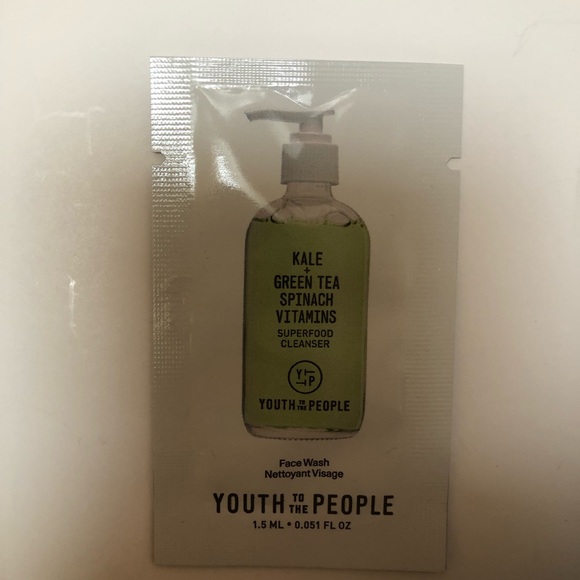 KALE
+
GREEN TEA
SPINACH
VITAMINS
SUPERFOOD
CLEANSER
YTTP
YOUTH TO THE PEOPLE
Face Wash
Nettoyant Visage
YOUTH TO THE PEOPLE
1.5 ML • 0.051 FL OZ